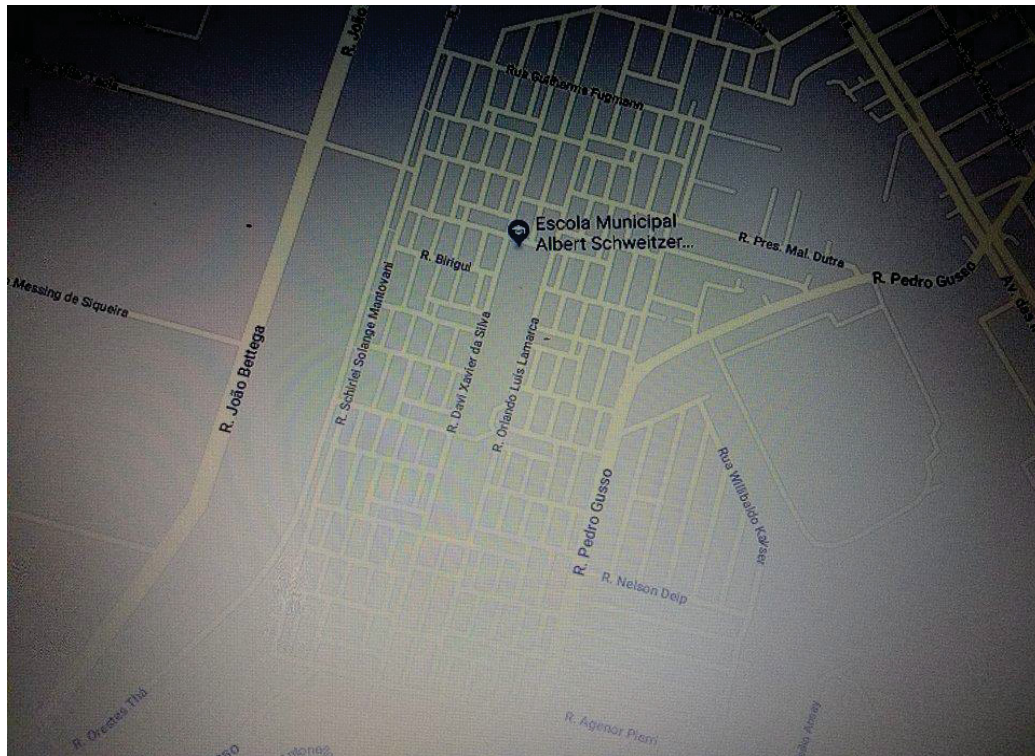 R. João
Rua Guilherme Fugmann
Escola Municipal
Albert Schweitzer...
R. Pres. Mal. Dutra
R. Pedro Gusso
R. Birigui
Messing de Siqueira
R. Schirlei Solange Mantovani
R. João Bettega
R. Davi Xavier da Silva
R. Orlando Luis Lamarca
Rua Willibaldo Kayser
R. Pedro Gusso
R. Nelson Deip
R. Orestes Thá
R. Agenor Pierri